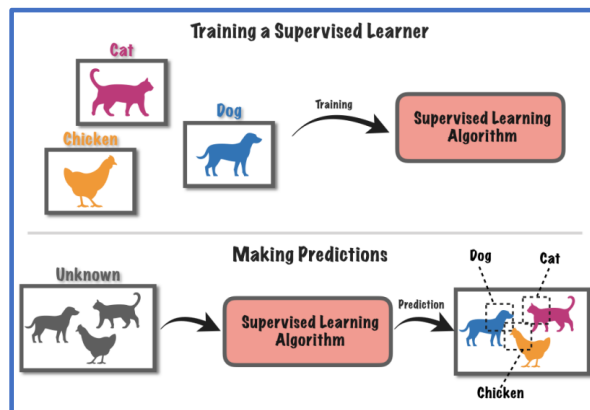 Training a Supervised Learner
Cat
Dog
Chicken
Training
Supervised Learning
Algorithm
Making Predictions
Unknown
Supervised Learning
Algorithm
Prediction
Dog
Cat
Chicken